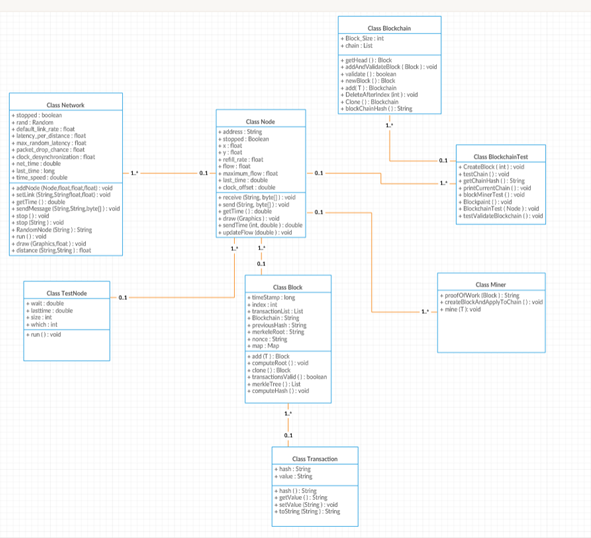 Class Blockchain
+ Block_Size : int
+ chain : List
+ getHead ( ) : Block
+ addAndValidateBlock ( Block ) : void
+ validate ( ) : boolean
+ newBlock ( ) : Block
+ add( T ) : Blockchain
+ DeleteAfterIndex (int ) : void
+ Clone ( ) : Blockchain
+ blockChainHash ( ) : String
1..*
0..1
Class Network
+ stopped : boolean
+ rand : Random
+ default_link_rate : float
+ latency_per_distance : float
+ max_random_latency : float
+ packet_drop_chance : float
+ clock_desynchronization : float
+ net_time : double
+ last_time : long
+ time_speed : double
+ addNode (Node,float,float,float) : void
+ setLink (String,String,float) : void
+ getTime ( ) : double
+ sendMessage (String,String,byte[] ) : void
+ stop ( ) : void
+ stop (String ) : void
+ RandomNode (String ) : String
+ run ( ) : void
+ draw (Graphics,float ) : void
+ distance (String,String ) : float
1..*
0..1
Class Node
+ address : String
+ stopped : Boolean
+ x : float
+ y : float
+ refill_rate : float
+ flow : float
+ maximum_flow : float
+ last_time : double
+ clock_offset : double
+ receive (String, byte[] ) : void
+ send (String, byte[] ) : void
+ getTime ( ) : double
+ draw (Graphics ) : void
+ sendTime (int, double ) : double
+ updateFlow (double ) : void
0..1
1..*
0..1
1..*
Class BlockchainTest
+ CreateBlock ( int ) : void
+ testChain ( ) : void
+ getChainHash ( ) : String
+ printCurrentChain ( ) : void
+ blockMinerTest ( ) : void
+ Blockpoint ( ) : void
+ BlockchainTest ( Node ) : void
+ testValidateBlockchain ( ) : void
1..*
1..*
0..1
Class TestNode
+ wait : double
+ lasttime : double
+ size : int
+ which : int
+ run ( ) : void
0..1
Class Block
+ timeStamp : long
+ index : int
+ transactionList : List
+ Blockchain : String
+ previousHash : String
+ merkeleRoot : String
+ nonce : String
+ map : Map
+ add (T ) : Block
+ computeRoot ( ) : void
+ clone ( ) : Block
+ transactionsValid ( ) : boolean
+ merkleTree ( ) : List
+ computeHash ( ) : void
Class Miner
+ proofOfWork (Block ) : String
+ createBlockAndApplyToChain ( ) : void
+ mine (T ): void
1..*
0..1
Class Transaction
+ hash : String
+ value : String
+ hash ( ) : String
+ getValue ( ) : String
+ setValue (String ) : void
+ toString (String ) : String